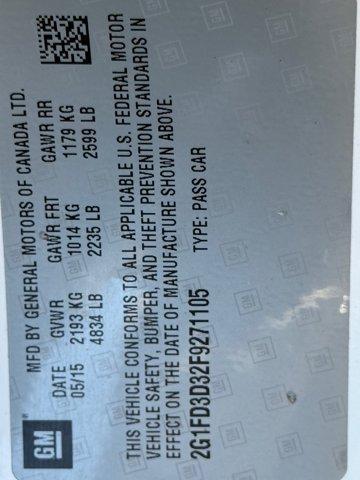 MFD BY GENERAL MOTORS OF CANADA LTD.
DATE GVWR GAWR FRT GAWR RR
05/15 2193 KG 1014 KG 1179 KG
4834 LB 2235 LB 2599 LB
THIS VEHICLE CONFORMS TO ALL APPLICABLE U.S. FEDERAL MOTOR
VEHICLE SAFETY, BUMPER, AND THEFT PREVENTION STANDARDS IN
EFFECT ON THE DATE OF MANUFACTURE SHOWN ABOVE.
2G1FD3D32F9271105 TYPE: PASS CAR
GM